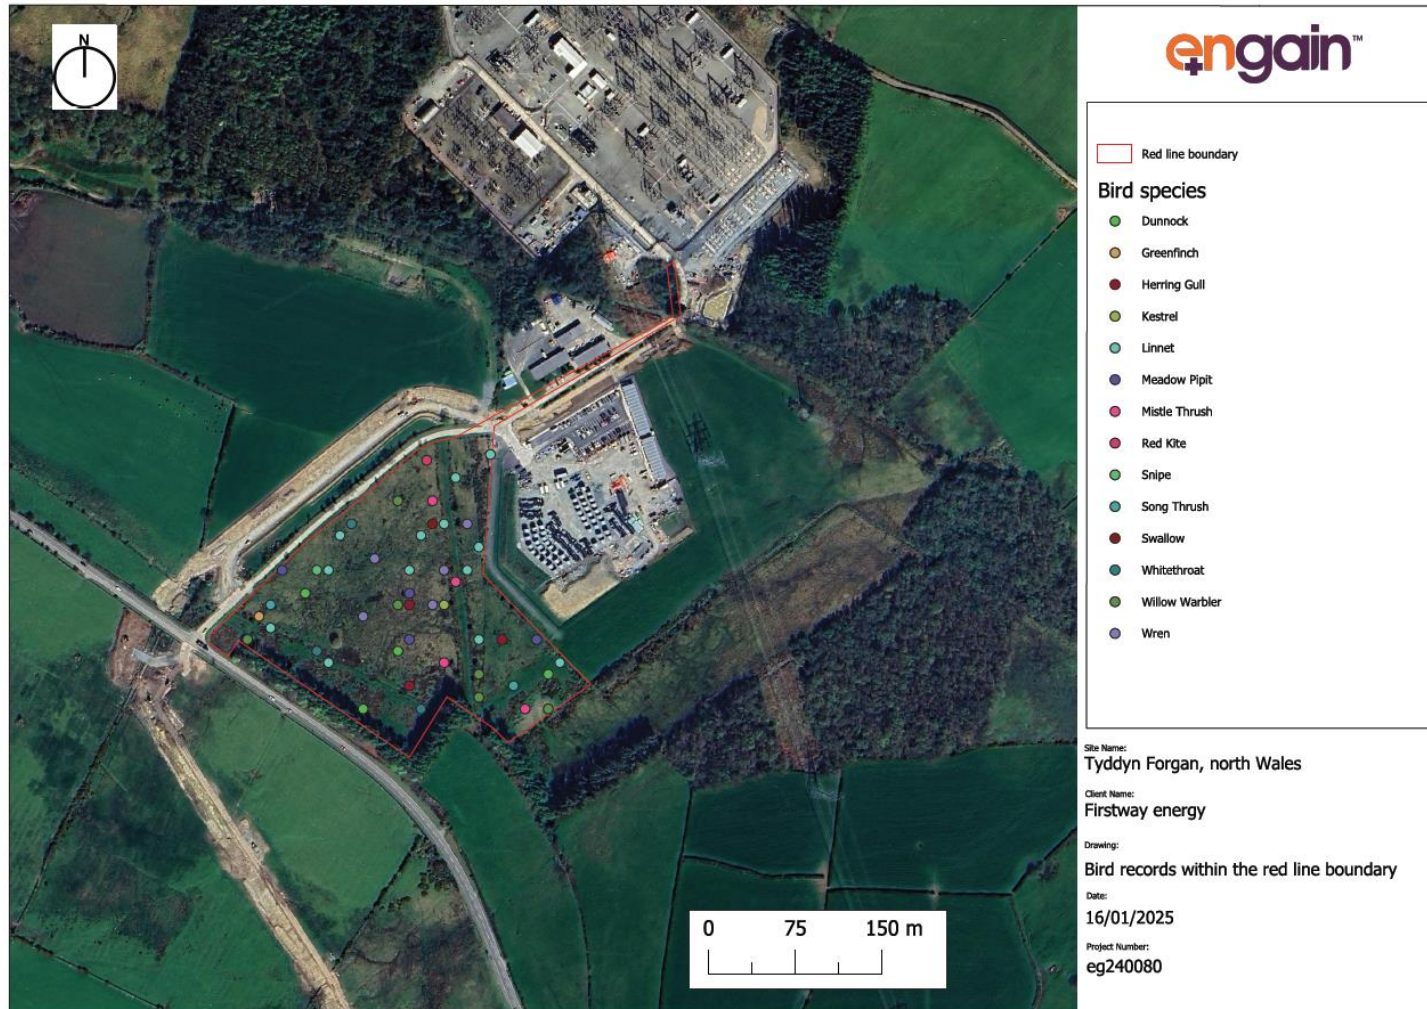 N
engain™
Red line boundary
Bird species
Dunnock
Greenfinch
Herring Gull
Kestrel
Linnet
Meadow Pipit
Mistle Thrush
Red Kite
Snipe
Song Thrush
Swallow
Whitethroat
Willow Warbler
Wren
Site Name:
Tyddyn Forgan, north Wales
Client Name:
Firstway energy
Drawing:
Bird records within the red line boundary
Date:
16/01/2025
Project Number:
eg240080
0 75 150 m